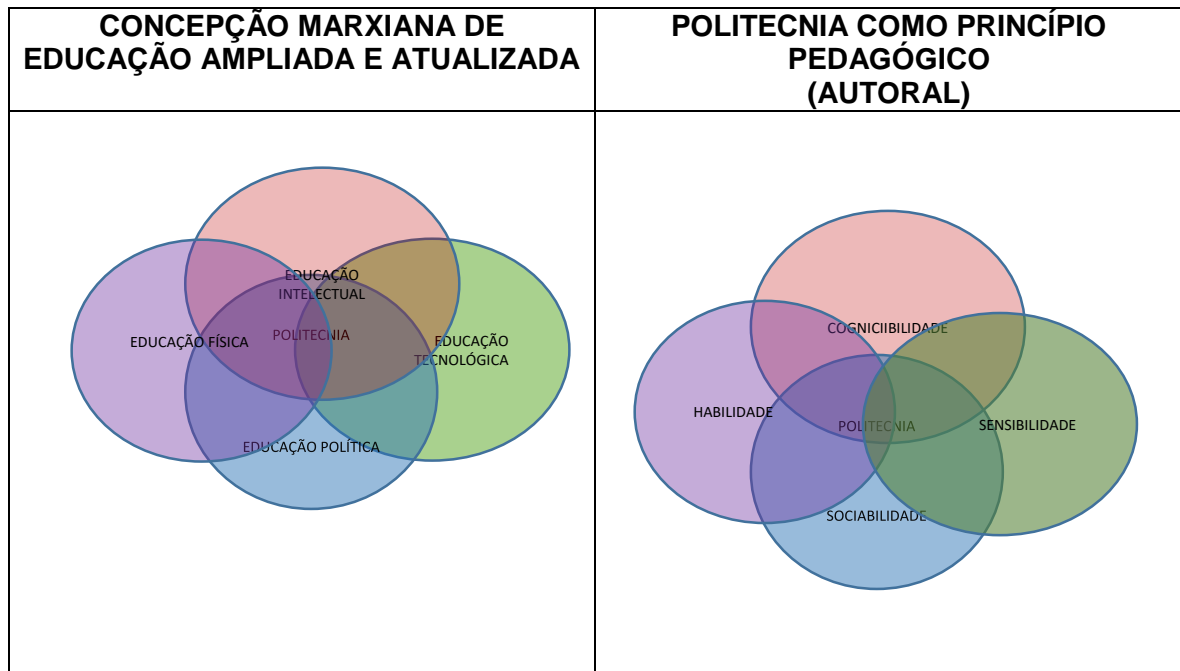 CONCEPÇÃO MARXIANA DE
EDUCAÇÃO AMPLIADA E ATUALIZADA
POLITECNIA COMO PRINCÍPIO
PEDAGÓGICO
(AUTORAL)
EDUCAÇÃO
INTELECTUAL
POLITECNIA
EDUCAÇÃO FÍSICA
EDUCAÇÃO
TECNOLÓGICA
EDUCAÇÃO POLÍTICA
COGNICIIBILIDADE
HABILIDADE
POLITECNIA
SENSIBILIDADE
SOCIABILIDADE